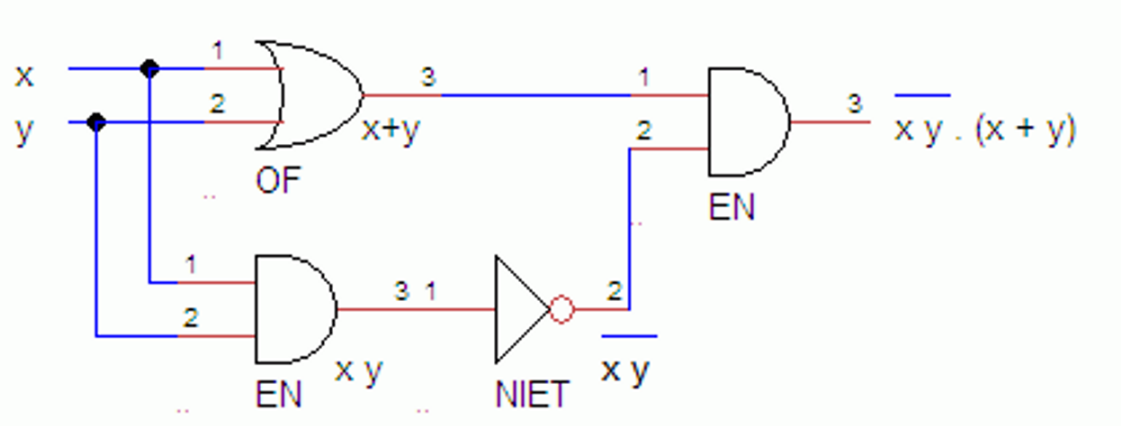 x
1
2
y
OF
x+y
3
1
2
EN
3
x̅ ̅y̅ . (x + y)
1
2
EN
3
x y
1
NIET
2
x̅ ̅y̅